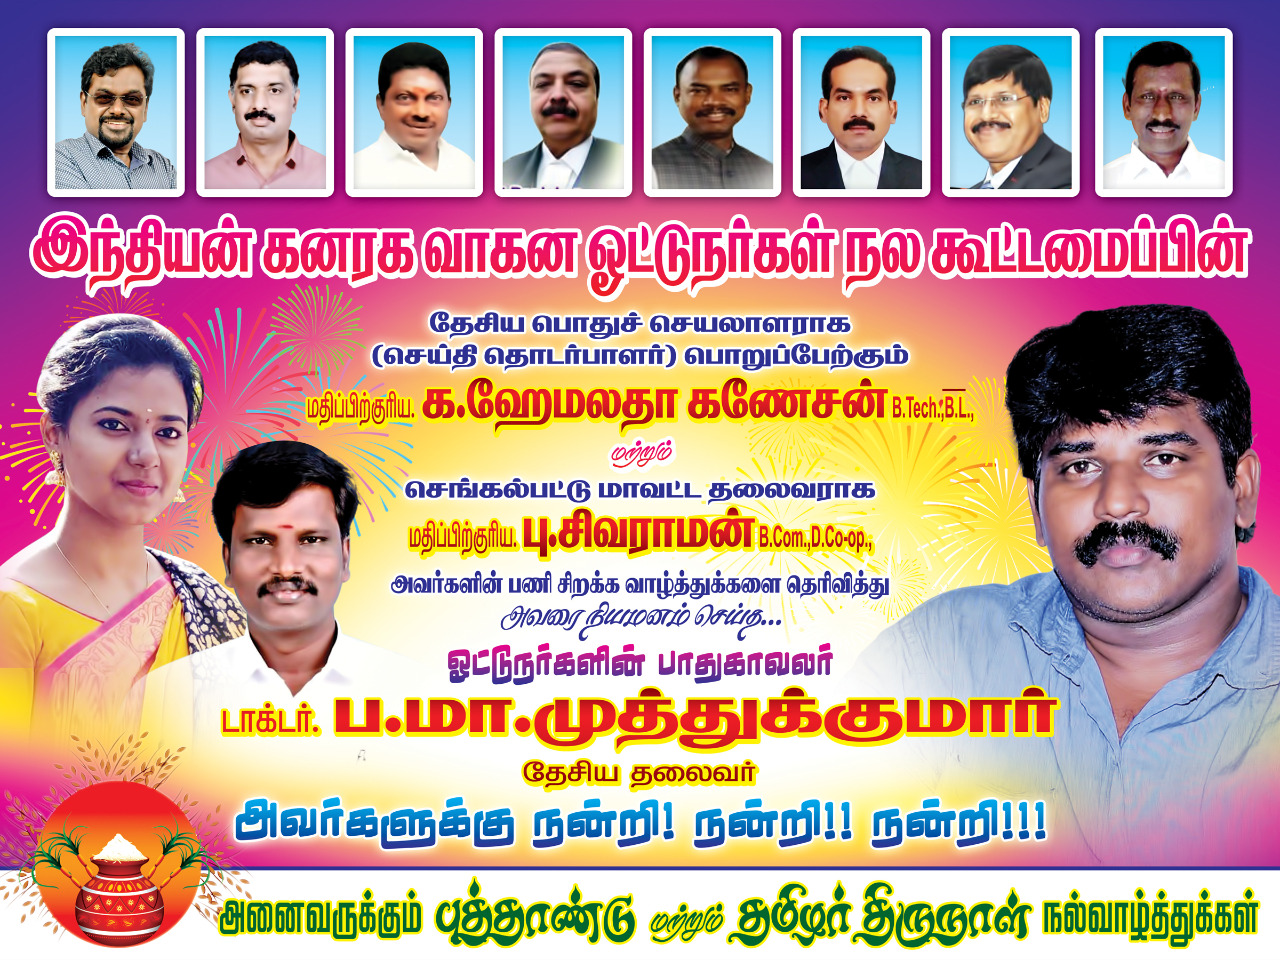 இந்தியன் கனரக வாகன ஓட்டுநர்கள் நல கூட்டமைப்பின்
தேசிய பொதுச் செயலாளராக
(செய்தி தொடர்பாளர்) பொறுப்பேற்கும்
மதிப்பிற்குரிய. க.ஹேமலதா கணேசன் B.Tech.,B.L.,
மற்றும்
செங்கல்பட்டு மாவட்ட தலைவராக
மதிப்பிற்குரிய. பு.சிவராமன் B.Com.,D.Co-op.,
அவர்களின் பணி சிறக்க வாழ்த்துக்களை தெரிவித்து
அவரை நியமனம் செய்த...
ஓட்டுநர்களின் பாதுகாவலர்
டாக்டர். ப.மா.முத்துக்குமார்
தேசிய தலைவர்
அவர்களுக்கு நன்றி! நன்றி!! நன்றி!!!
அனைவருக்கும் புத்தாண்டு மற்றும் தமிழர் திருநாள் நல்வாழ்த்துக்கள்